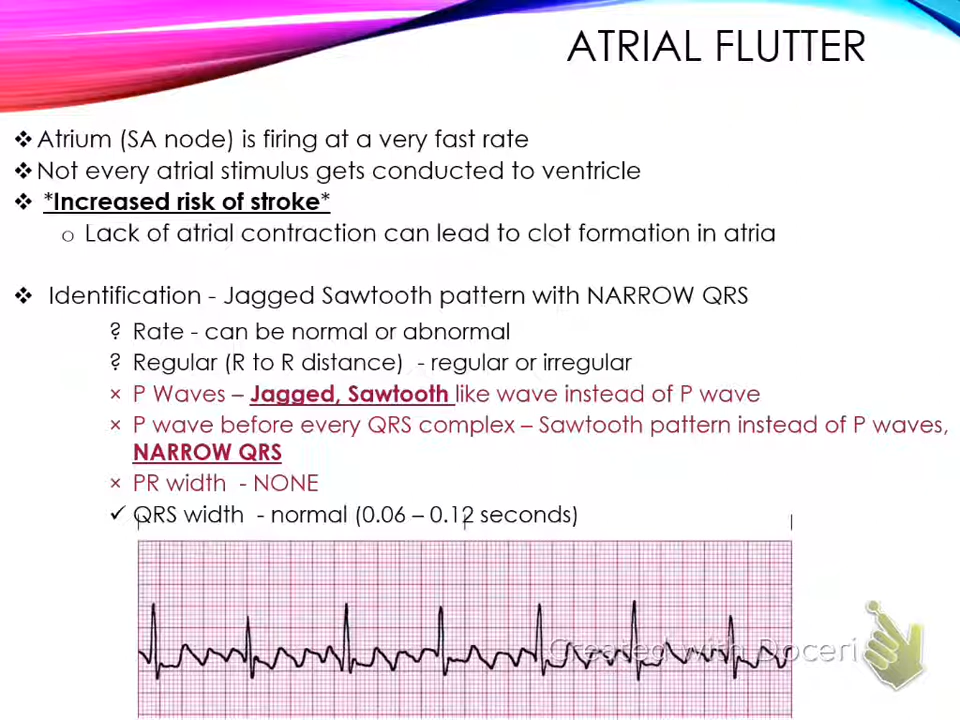 ATRIAL FLUTTER
❖Atrium (SA node) is firing at a very fast rate
❖Not every atrial stimulus gets conducted to ventricle
❖ *Increased risk of stroke*
o Lack of atrial contraction can lead to clot formation in atria
❖ Identification - Jagged Sawtooth pattern with NARROW QRS
? Rate - can be normal or abnormal
? Regular (R to R distance) - regular or irregular
× P Waves – Jagged, Sawtooth like wave instead of P wave
× P wave before every QRS complex – Sawtooth pattern instead of P waves,
NARROW QRS
× PR width - NONE
✓ QRS width - normal (0.06 – 0.12 seconds)
Created with Doceri